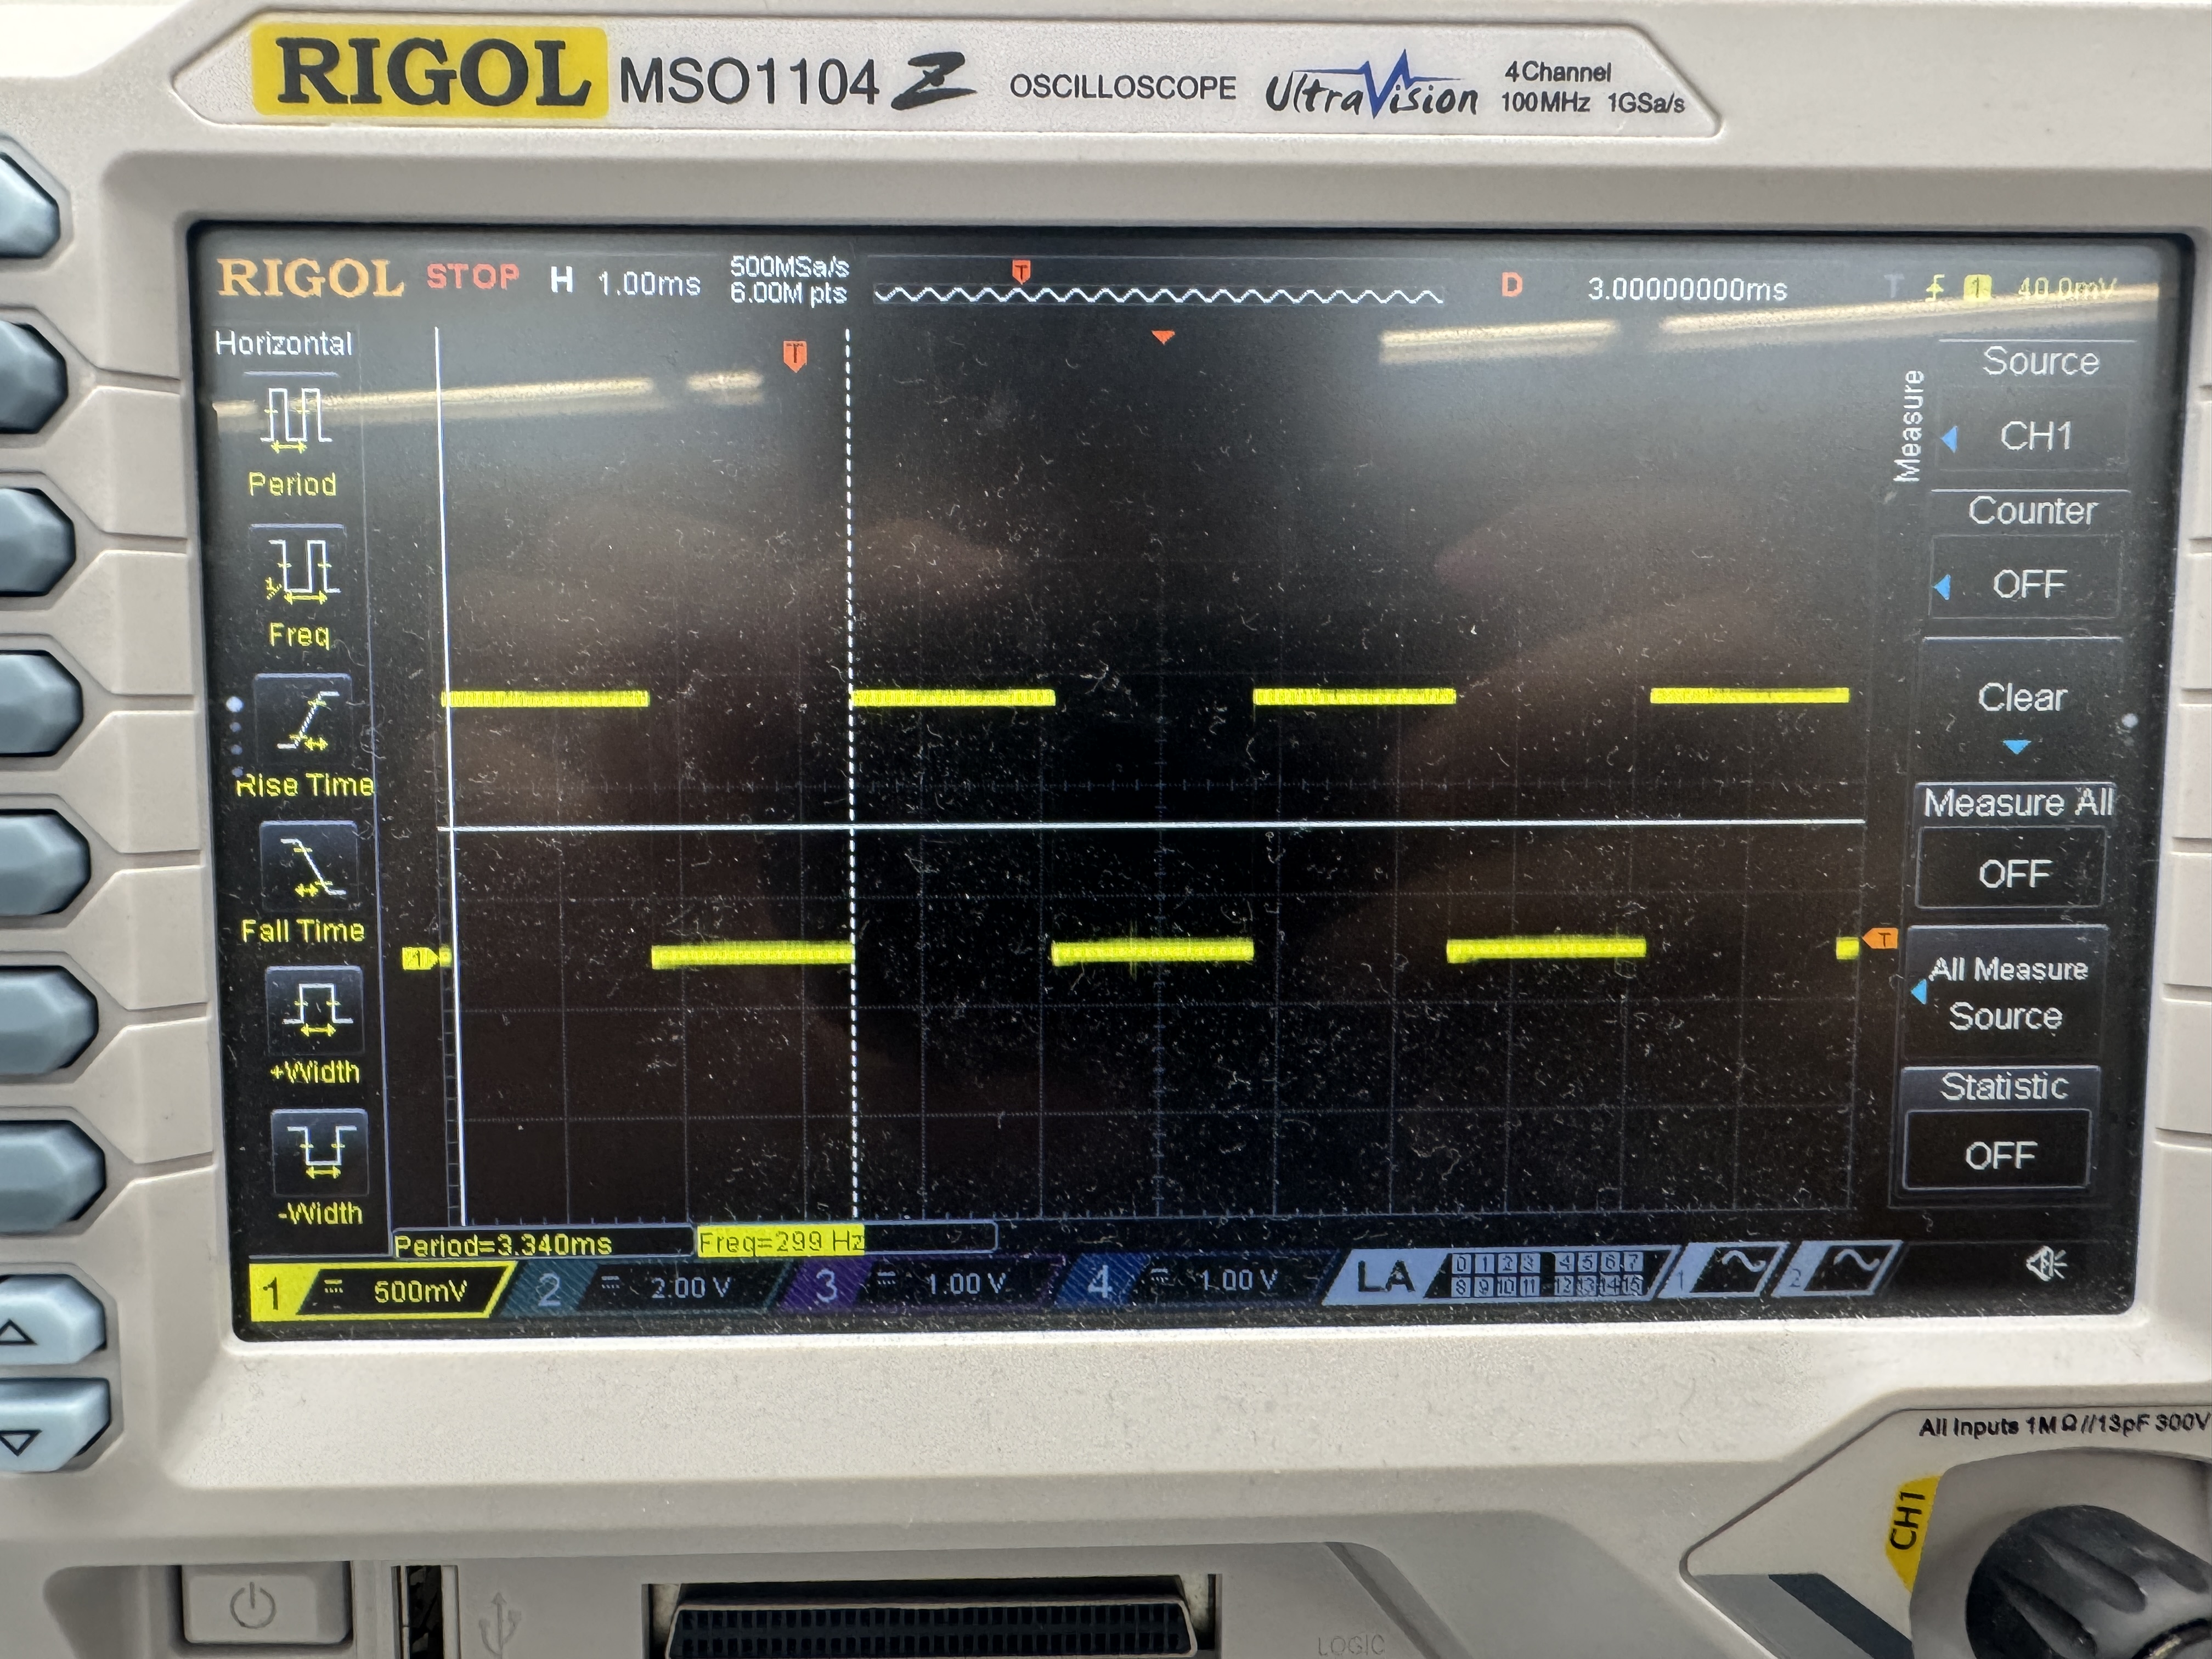 RIGOL MSO1104Z OSCILLOSCOPE UltraVision 4 Channel
100MHz 1GSa/s
RIGOL STOP H 1.00ms 500MSa/s
6.00M pts
T
D 3.00000000ms T 1 40.0mV
Horizontal
T
Period
Freq
Rise Time
Fall Time
+Width
-Width
1
T
Measure
Source
CH1
Counter
OFF
Clear
Measure All
OFF
All Measure
Source
Statistic
OFF
Period=3.340ms Freq=299 Hz
1 500mV 2 2.00 V 3 1.00 V 4 1.00 V LA 0 1 2 3 4 5 6 7
8 9 10 11 12 13 14 15
1 2
All Inputs 1MΩ//13pF 300V
CH1
LOGIC